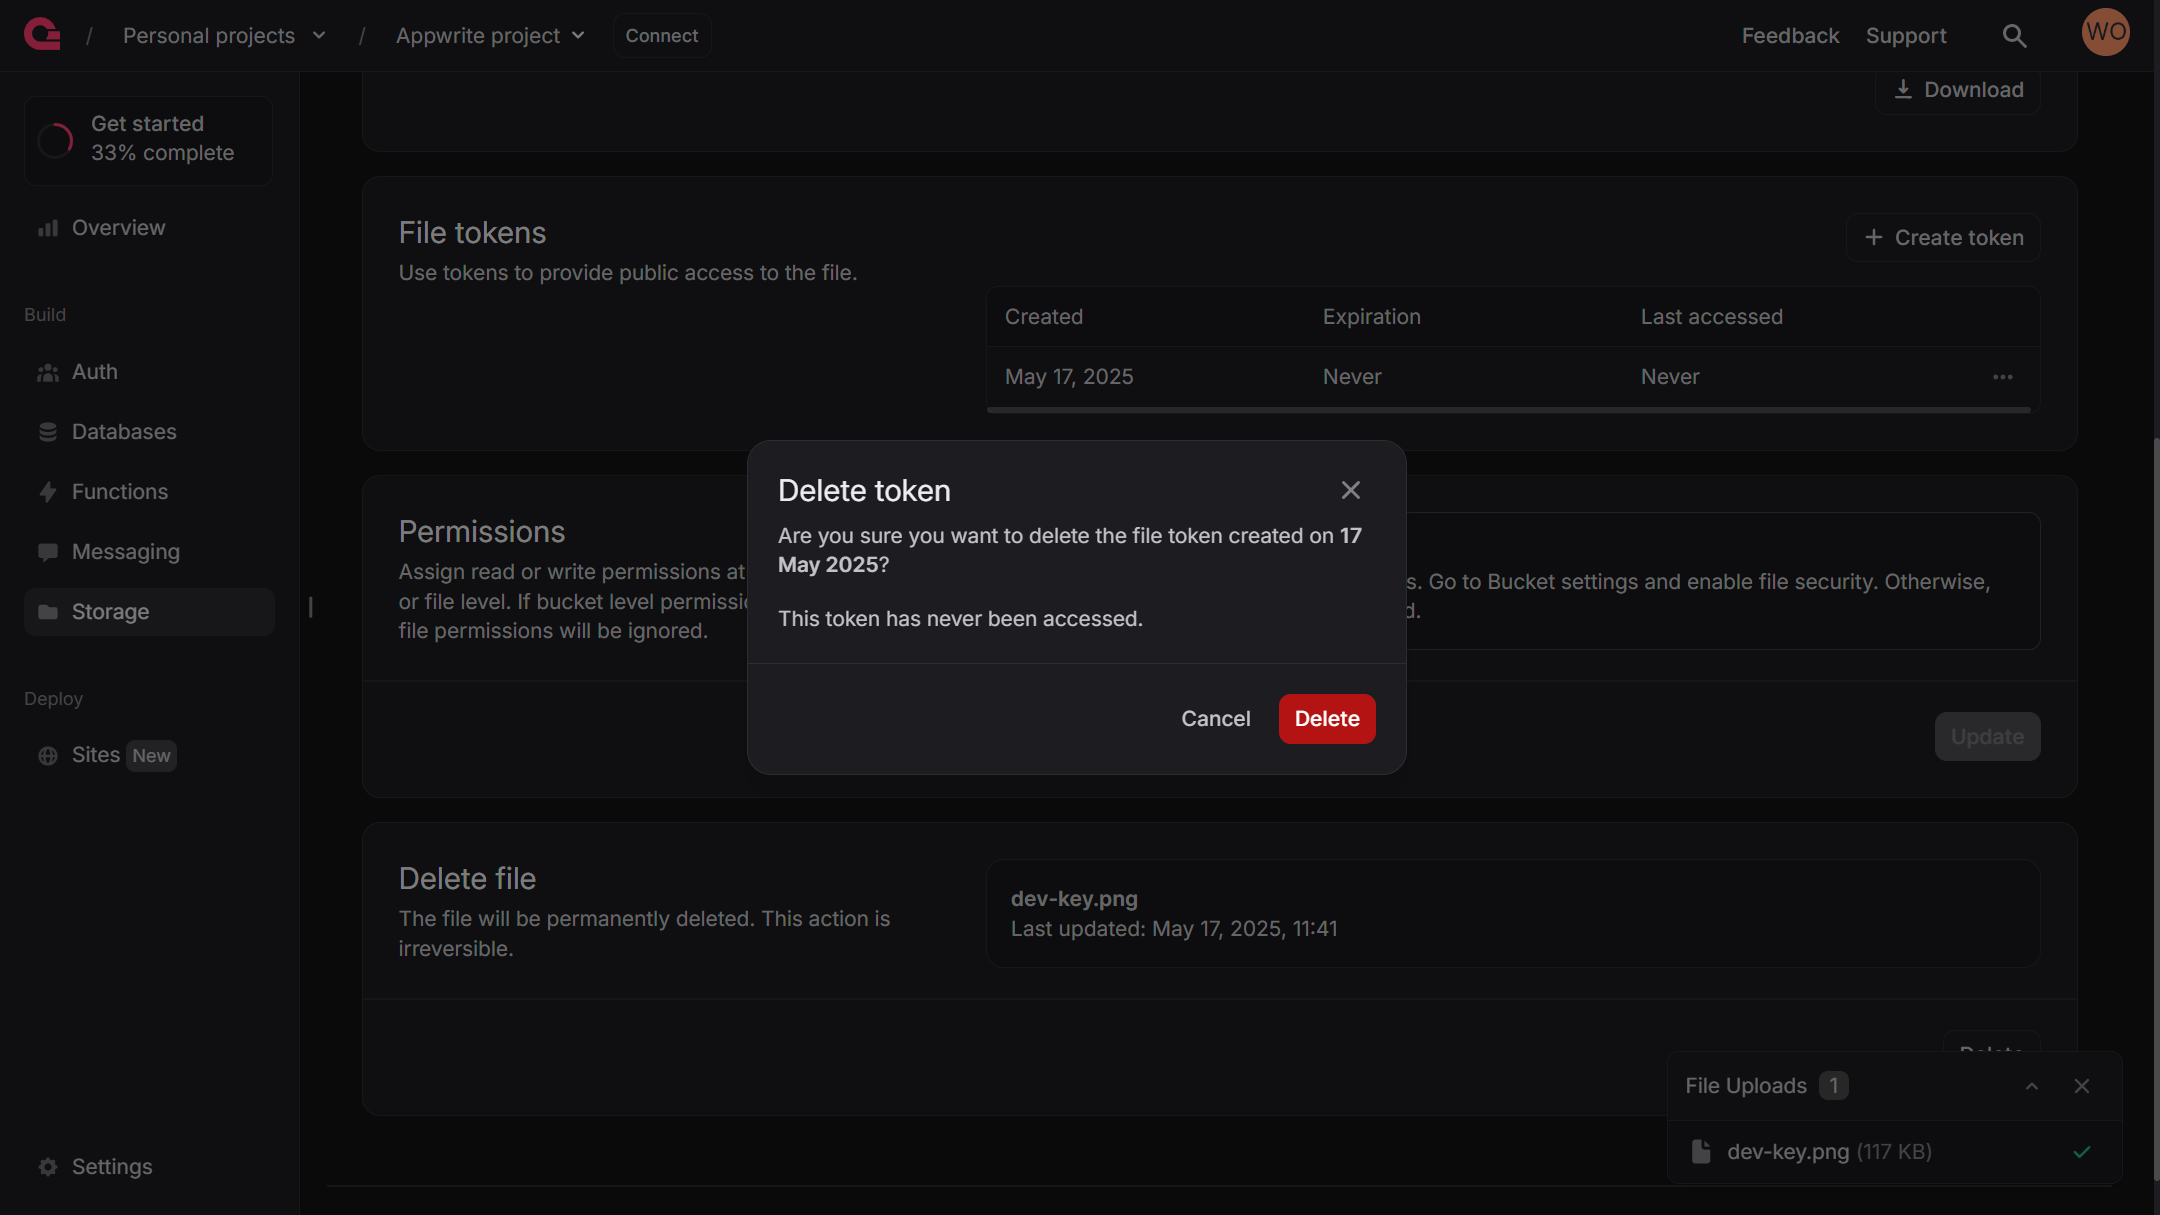 / Personal projects / Appwrite project Connect Feedback Support WO
Get started
33% complete
Overview
Build
Auth
Databases
Functions
Messaging
Storage
Deploy
Sites New
Settings
Download
File tokens
Use tokens to provide public access to the file.
Create token
Created Expiration Last accessed
May 17, 2025 Never Never
Permissions
Assign read or write permissions at
or file level. If bucket level
file permissions will be ignored.
s. Go to Bucket settings and enable file security. Otherwise,
d.
Update
Delete token
Are you sure you want to delete the file token created on 17
May 2025?
This token has never been accessed.
Cancel Delete
Delete file
The file will be permanently deleted. This action is
irreversible.
dev-key.png
Last updated: May 17, 2025, 11:41
Delete
File Uploads 1
dev-key.png (117 KB)